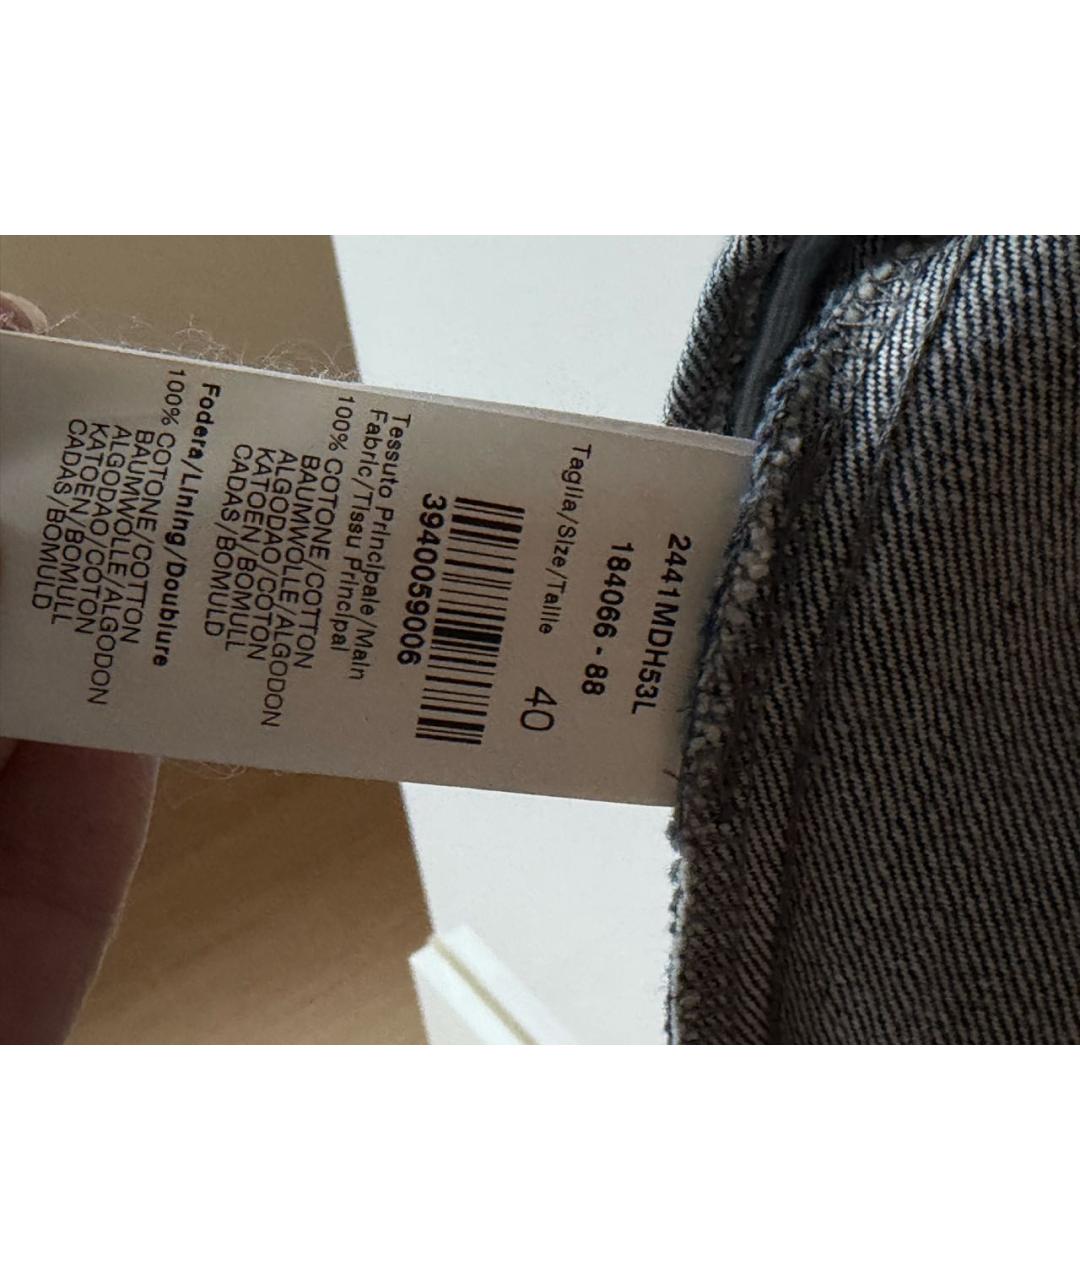 2441MDH53L
184066 - 88
Taglia/Size/Taille 40
3940059006
Tessuto Principale/Main
Fabric/Tissu Principal
100% COTONE/COTTON
BAUMWOLLE/ALGODON
ALGODAO/COTON
KATOEN/BOMULL
CADAS/BOMULD
Fodera/Lining/Doublure
100% COTONE/COTTON
BAUMWOLLE/ALGODON
ALGODAO/COTON
KATOEN/BOMULL
CADAS/BOMULD